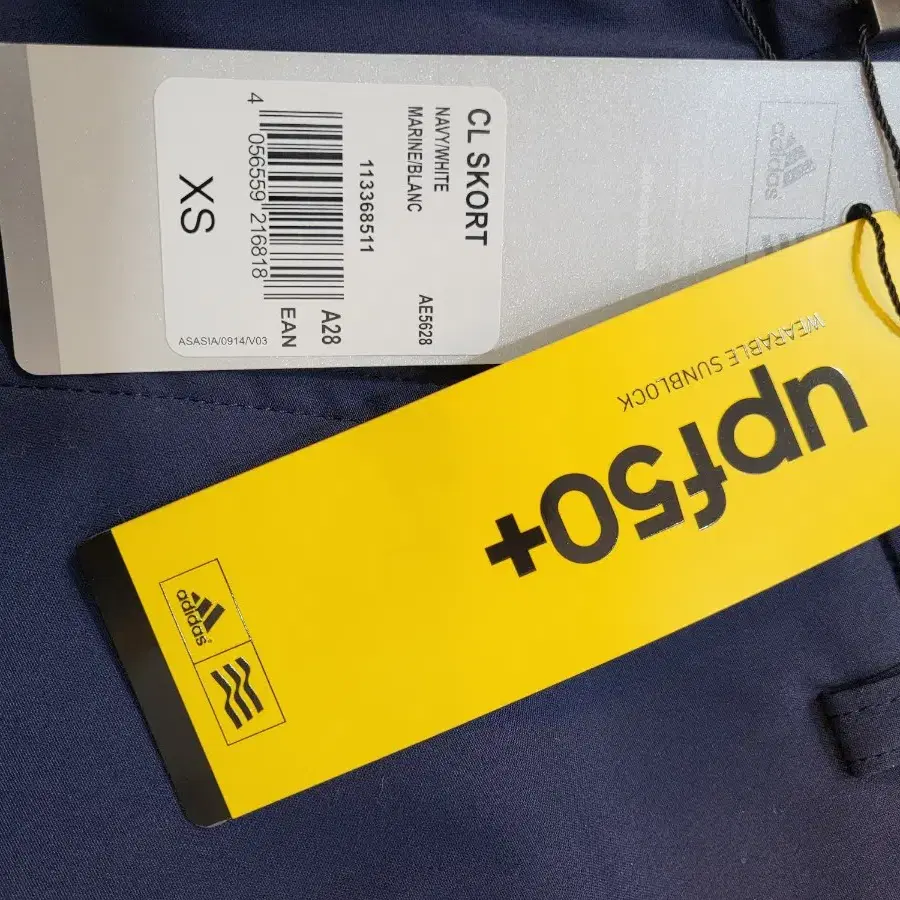 CL SKORT
NAVY/WHITE
MARINE/BLANC
AE5628
113368511
A28
4 056559 216818
EAN
XS
ASASIA/0914/V03
adidas
WEARABLE SUNBLOCK
upf50+
adidas